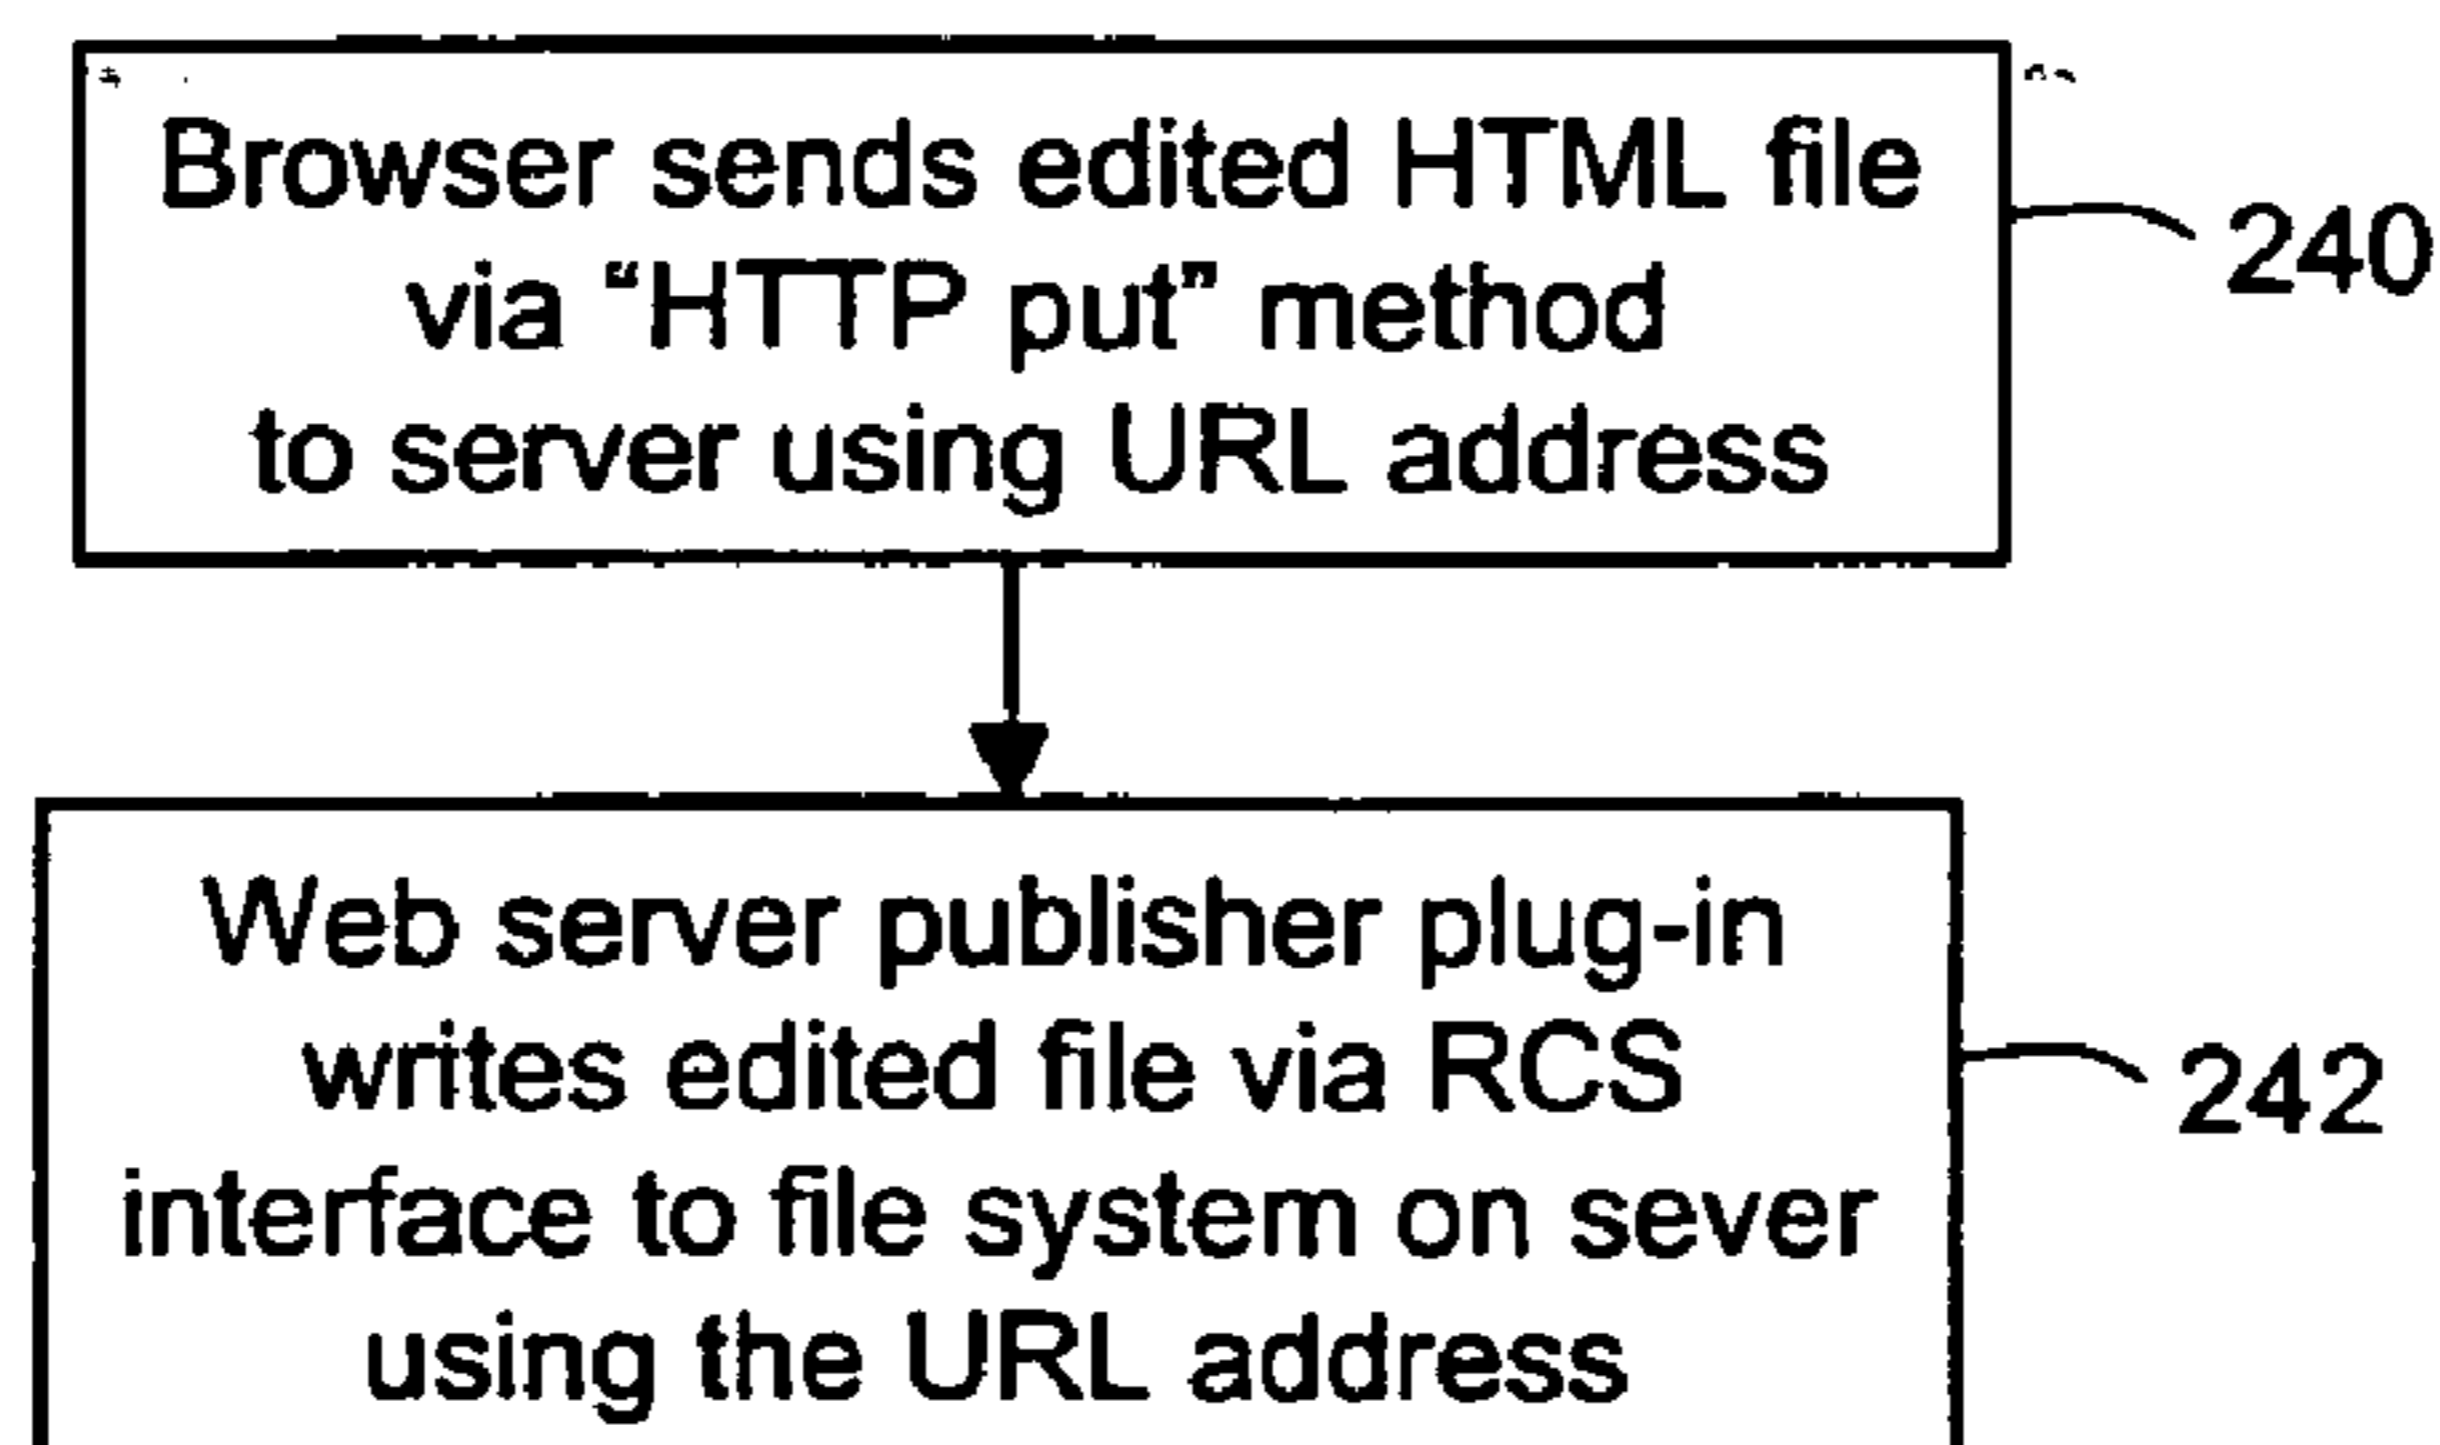 Browser sends edited HTML file
via “HTTP put” method
to server using URL address
240
Web server publisher plug-in
writes edited file via RCS
interface to file system on sever
using the URL address
242